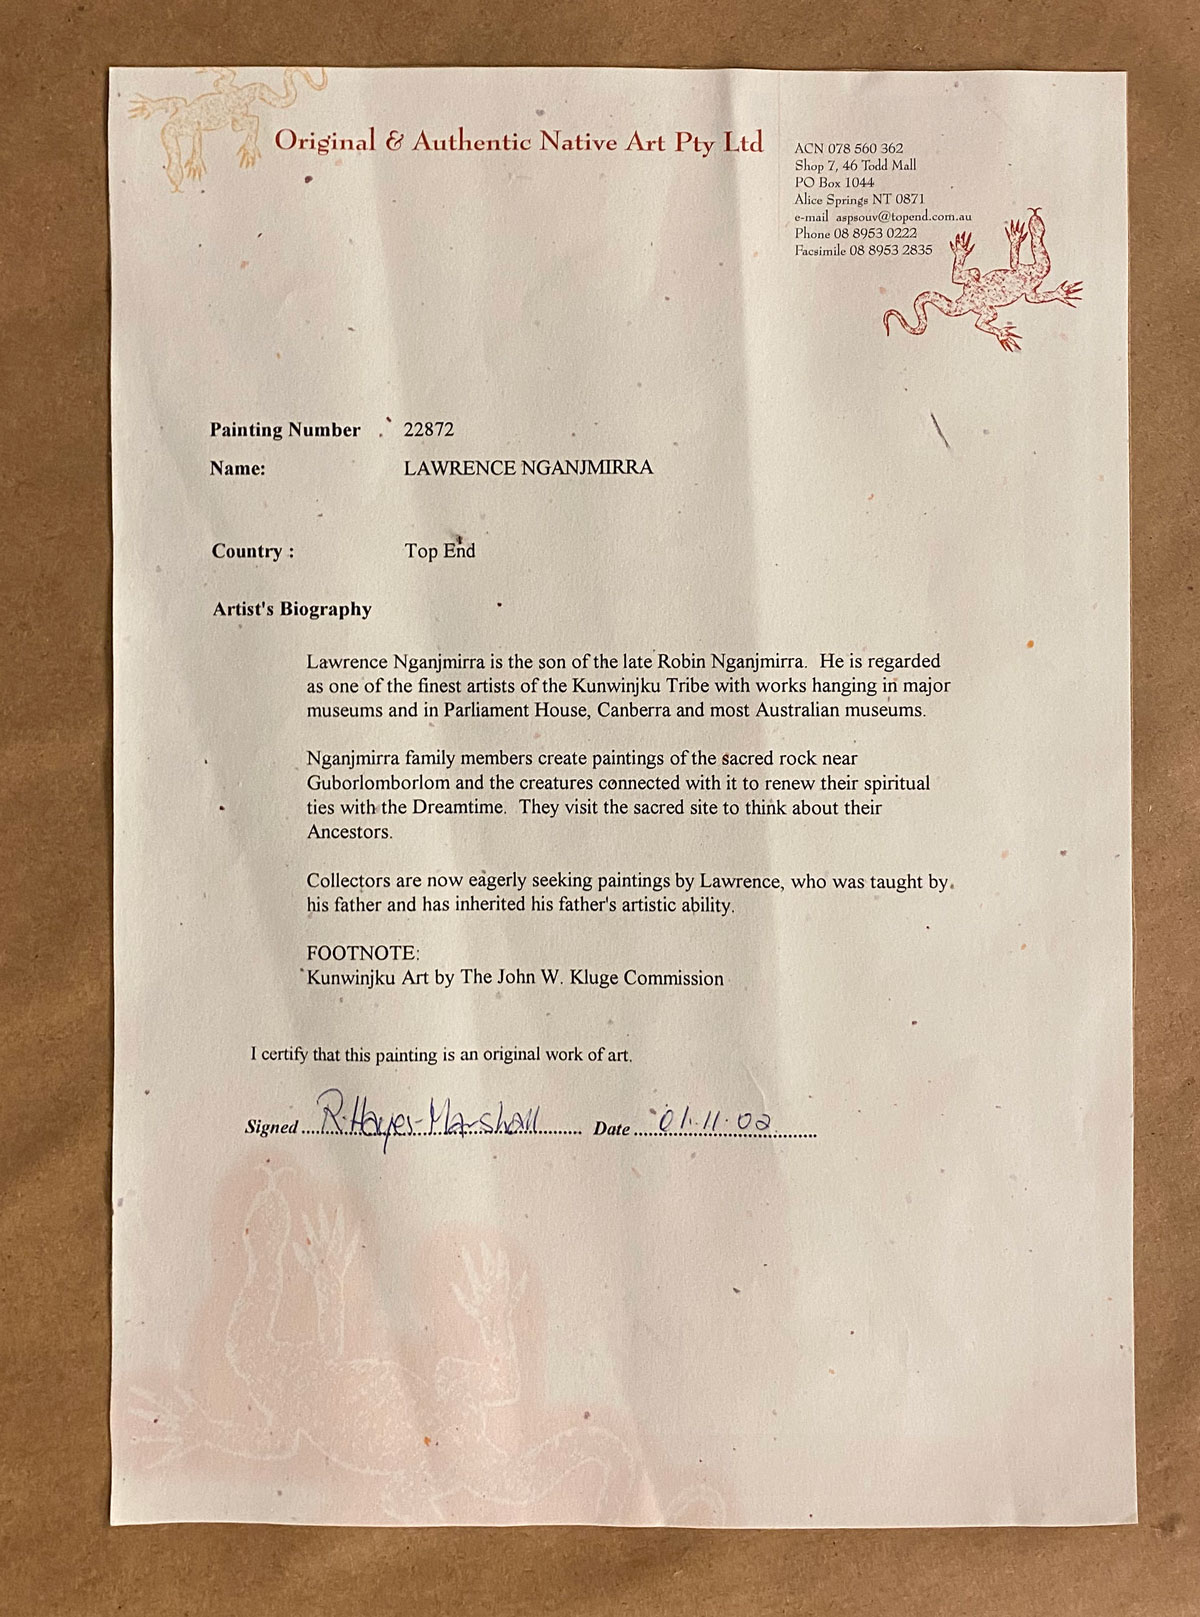 Original & Authentic Native Art Pty Ltd
ACN 078 560 362
Shop 7, 46 Todd Mall
PO Box 1044
Alice Springs NT 0871
e-mail aspsouv@topend.com.au
Phone 08 8953 0222
Facsimile 08 8953 2835
Painting Number 22872
Name: LAWRENCE NGANJMIRRA
Country : Top End
Artist's Biography
Lawrence Nganjmirra is the son of the late Robin Nganjmirra. He is regarded
as one of the finest artists of the Kunwinjku Tribe with works hanging in major
museums and in Parliament House, Canberra and most Australian museums.
Nganjmirra family members create paintings of the sacred rock near
Guborlomborlom and the creatures connected with it to renew their spiritual
ties with the Dreamtime. They visit the sacred site to think about their
Ancestors.
Collectors are now eagerly seeking paintings by Lawrence, who was taught by
his father and has inherited his father's artistic ability.
FOOTNOTE:
Kunwinjku Art by The John W. Kluge Commission
I certify that this painting is an original work of art.
Signed R. Hayes-Marshall Date 01.11.02